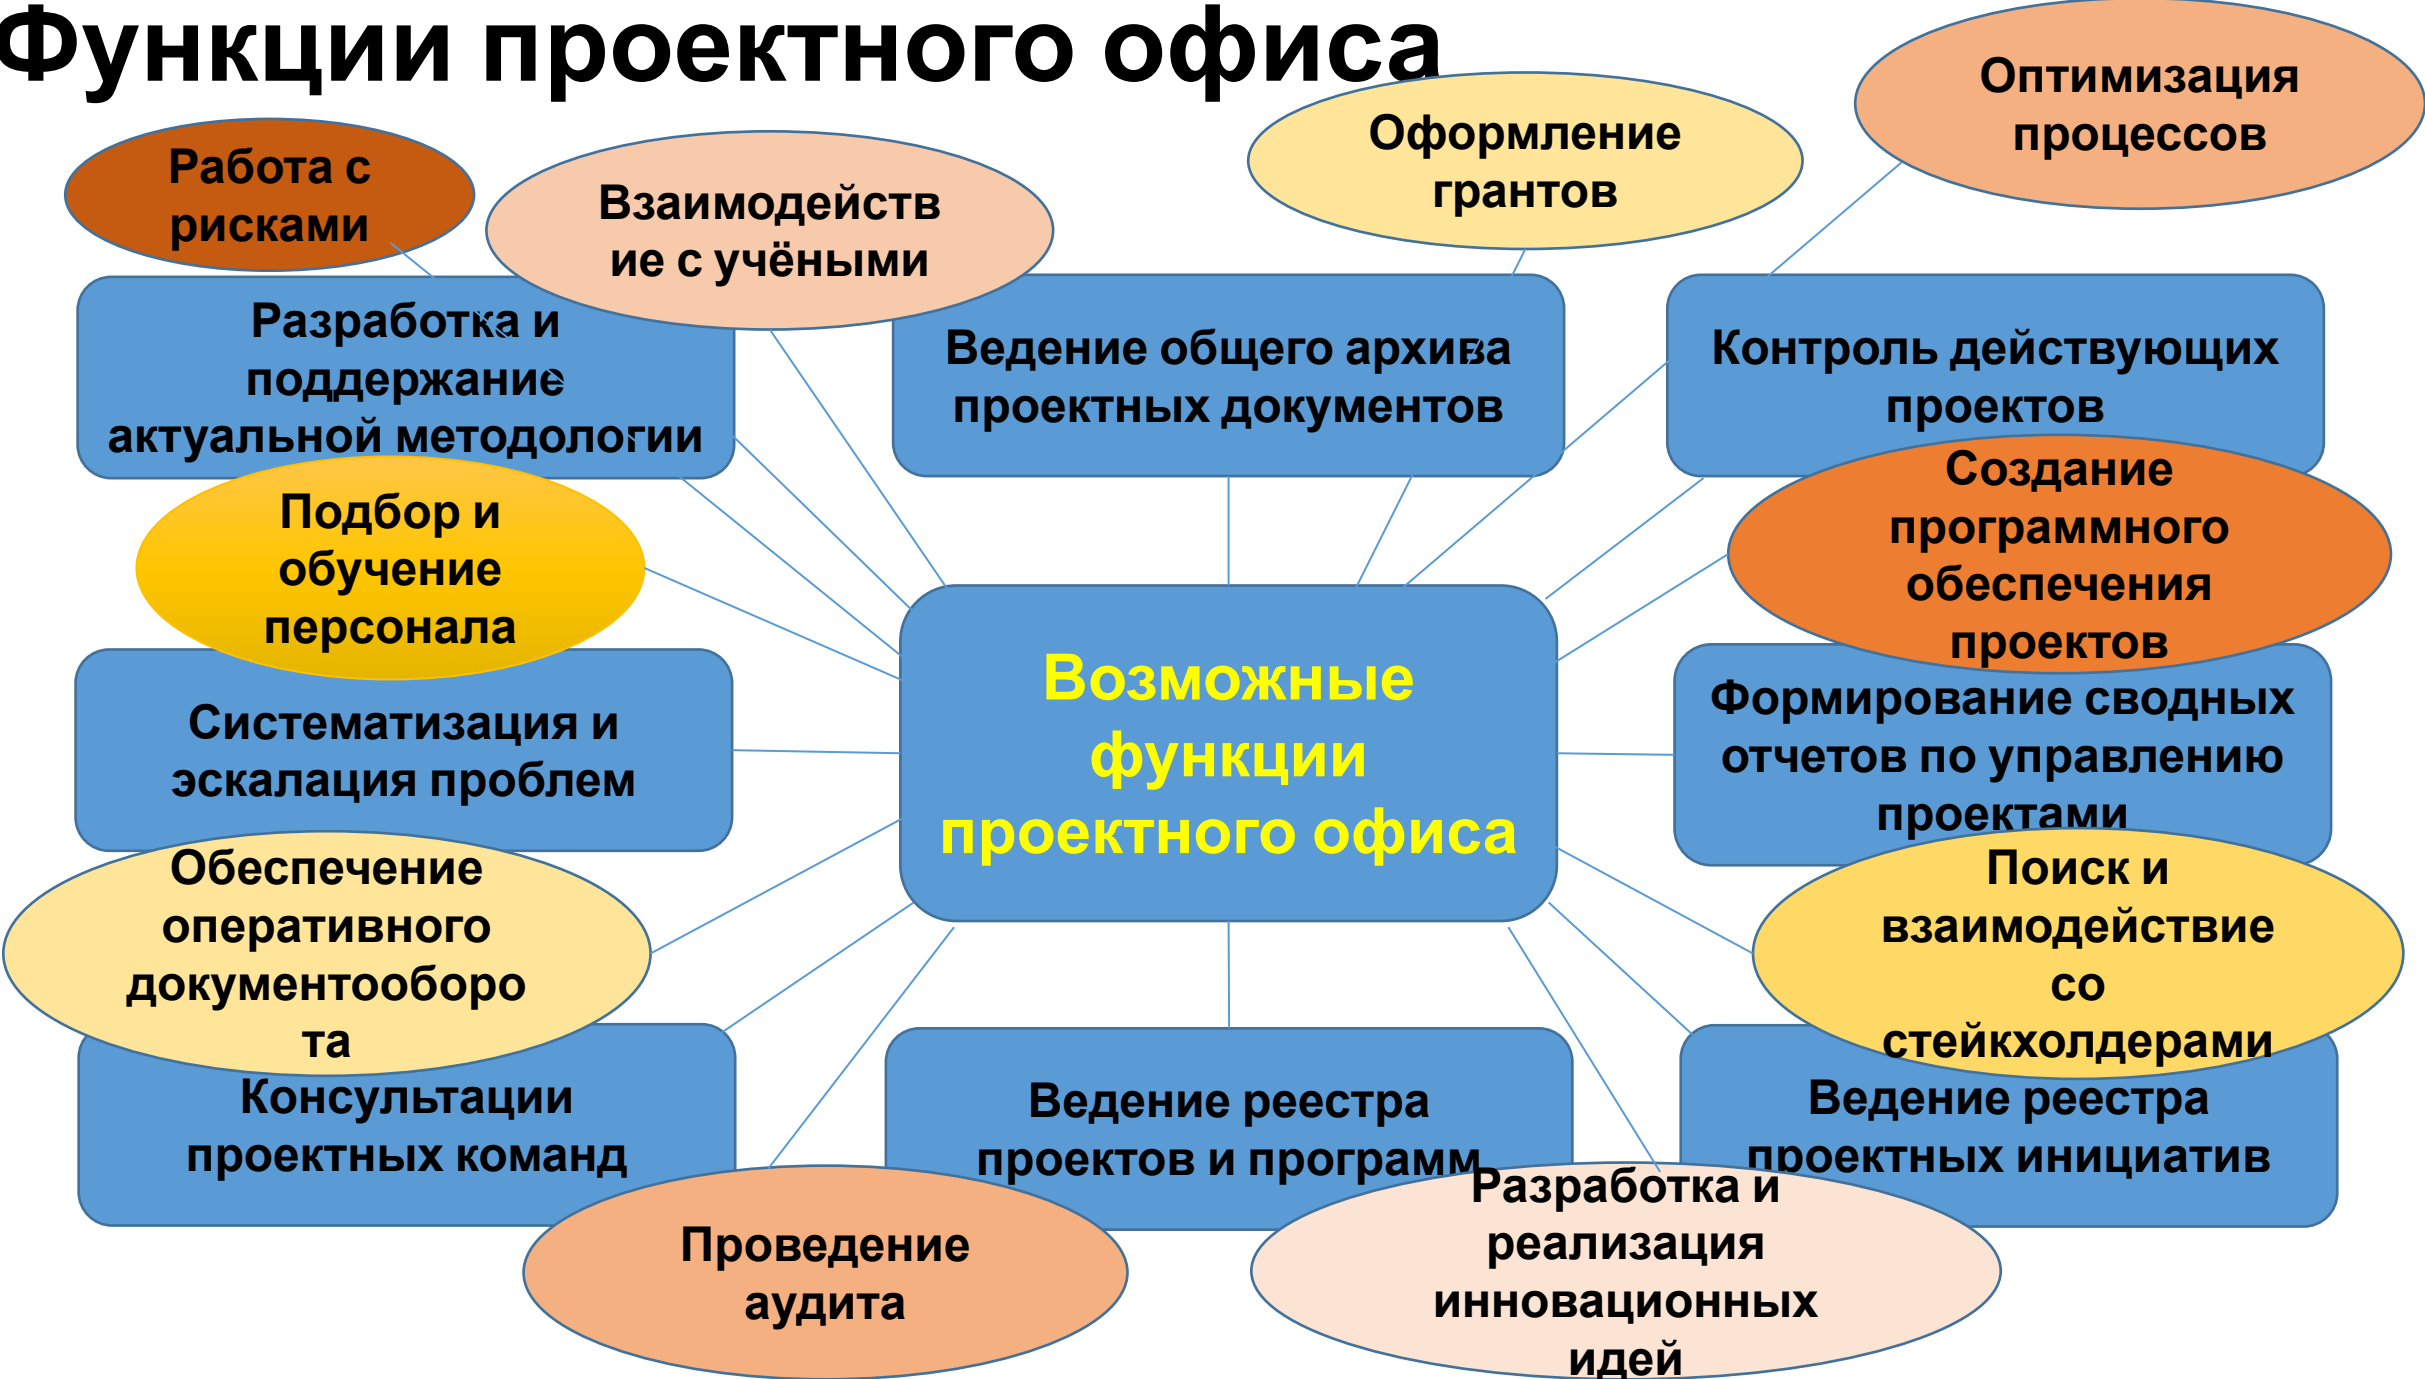 Функции проектного офиса
Оптимизация
процессов
Оформление
грантов
Работа с
рисками
Взаимодейств
ие с учёными
Разработка и
поддержание
актуальной методологии
Ведение общего архива
проектных документов
Контроль действующих
проектов
Подбор и
обучение
персонала
Создание
программного
обеспечения
проектов
Возможные
функции
проектного офиса
Систематизация и
эскалация проблем
Формирование сводных
отчетов по управлению
проектами
Обеспечение
оперативного
документооборо
та
Поиск и
взаимодействие
со
стейкхолдерами
Консультации
проектных команд
Ведение реестра
проектов и программ
Ведение реестра
проектных инициатив
Проведение
аудита
Разработка и
реализация
инновационных
идей